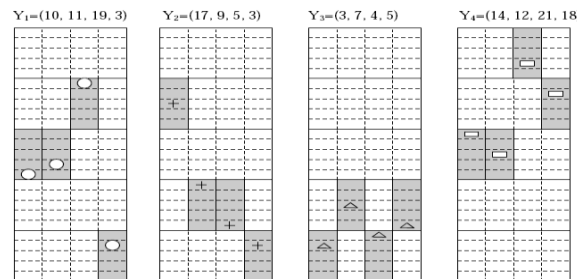 Y₁=(10, 11, 19, 3)
Y₂=(17, 9, 5, 3)
Y₃=(3, 7, 4, 5)
Y₄=(14, 12, 21, 18